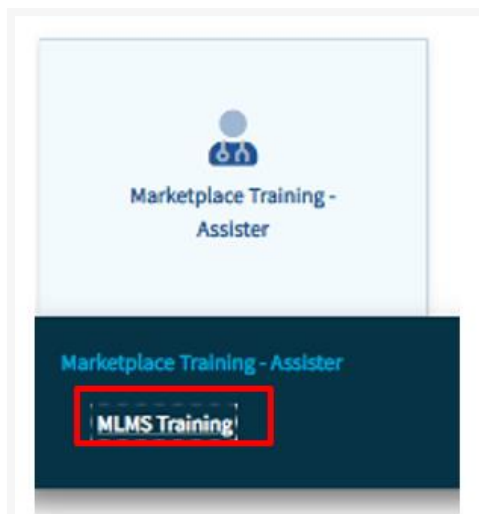 Marketplace Training -
Assister
Marketplace Training - Assister
MLMS Training